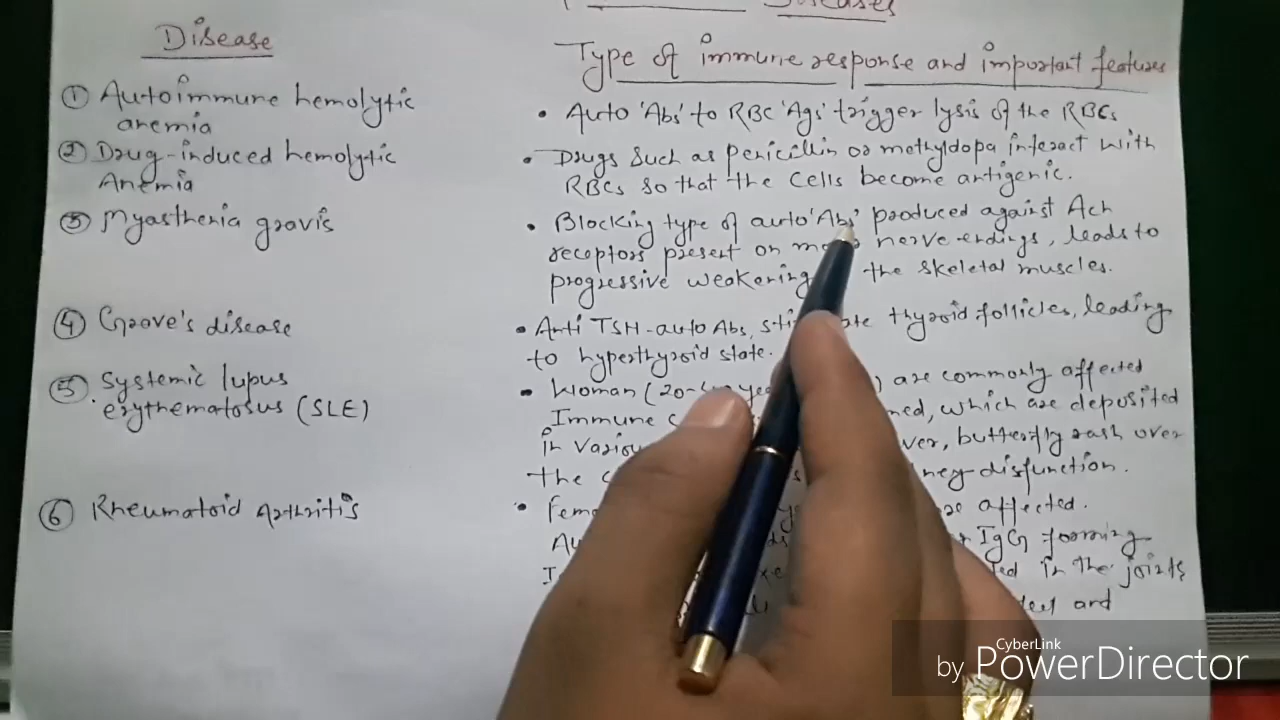 Diseases
Disease
Type of immune response and important features
① Autoimmune hemolytic
anemia
• Auto 'Abs' to RBC 'Ags' trigger lysis of the RBCs
② Drug-induced hemolytic
Anemia
• Drugs such as penicillin or methyldopa interact with
RBCs so that the cells become antigenic.
③ Myasthenia gravis
• Blocking type of auto 'Abs' produced against Ach
receptors present on nerve endings, leads to
progressive weakening the skeletal muscles.
④ Grave's disease
• Anti TSH-auto Abs, thyroid follicles, leading
to hyperthyroid state.
⑤ Systemic lupus
erythematosus (SLE)
• Woman (20- are commonly affected
Immune which are deposited
in butterfly rash over
the disfunction.
⑥ Rheumatoid Arthritis
• affected.
IgG forming
in the joints
and
CyberLink
by PowerDirector